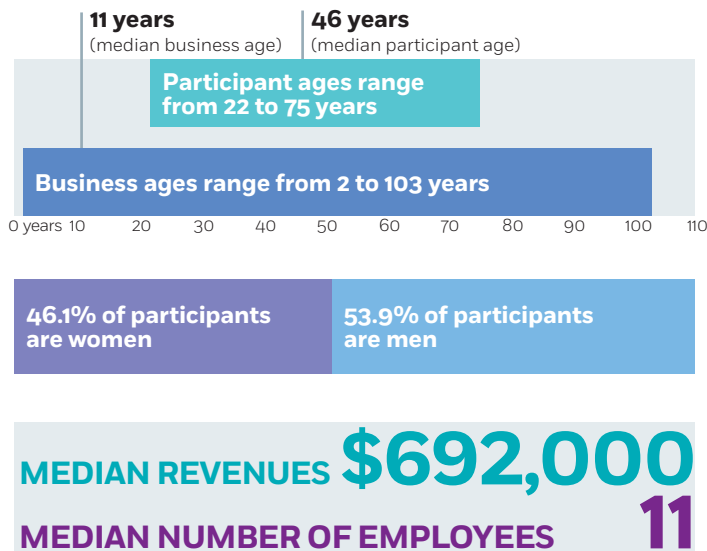 11 years
(median business age)
46 years
(median participant age)
Participant ages range
from 22 to 75 years
Business ages range from 2 to 103 years
0 years 10 20 30 40 50 60 70 80 90 100 110
46.1% of participants
are women
53.9% of participants
are men
MEDIAN REVENUES $692,000
MEDIAN NUMBER OF EMPLOYEES 11